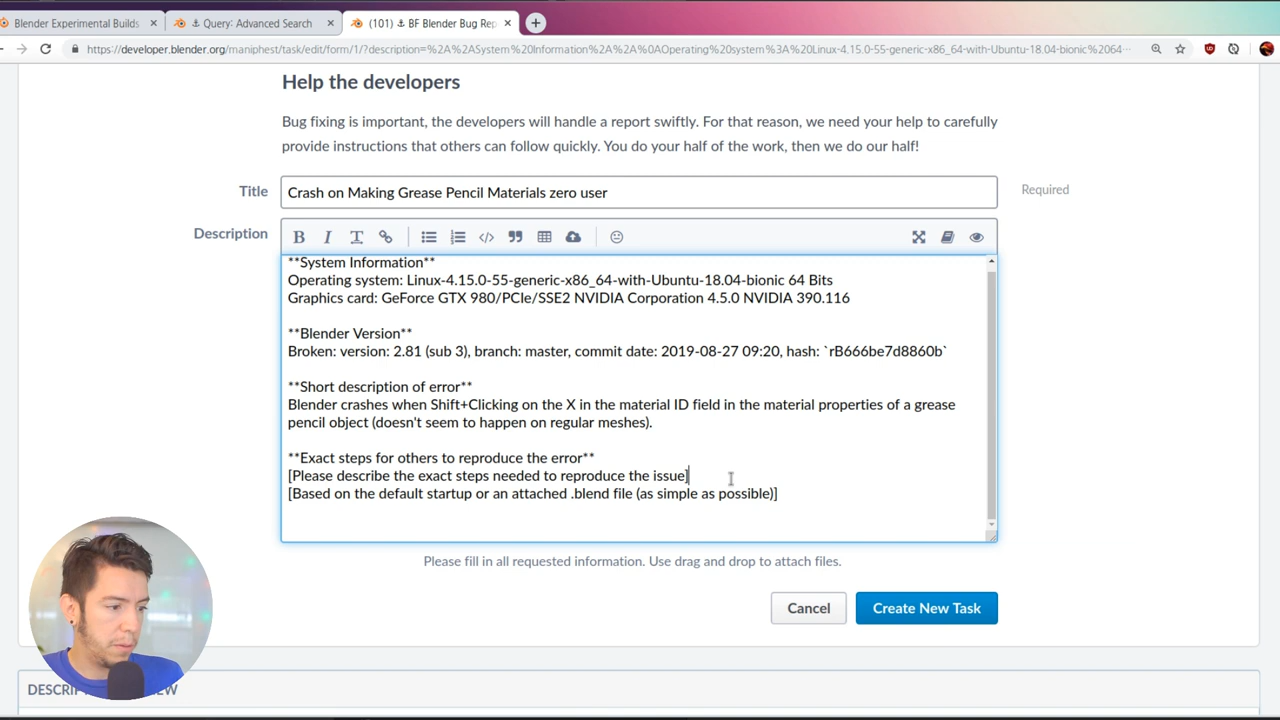 Blender Experimental Builds
Query: Advanced Search
(101) ⚓ BF Blender Bug Rep
https://developer.blender.org/maniphest/task/edit/form/1/?description=%2A%2ASystem%20Information%2A%2A%0AOperating%20system%3A%20Linux-4.15.0-55-generic-x86_64-with-Ubuntu-18.04-bionic%2064···
Help the developers
Bug fixing is important, the developers will handle a report swiftly. For that reason, we need your help to carefully
provide instructions that others can follow quickly. You do your half of the work, then we do our half!
Title
Crash on Making Grease Pencil Materials zero user
Required
Description
**System Information**
Operating system: Linux-4.15.0-55-generic-x86_64-with-Ubuntu-18.04-bionic 64 Bits
Graphics card: GeForce GTX 980/PCIe/SSE2 NVIDIA Corporation 4.5.0 NVIDIA 390.116
**Blender Version**
Broken: version: 2.81 (sub 3), branch: master, commit date: 2019-08-27 09:20, hash: `rB666be7d8860b`
**Short description of error**
Blender crashes when Shift+Clicking on the X in the material ID field in the material properties of a grease
pencil object (doesn't seem to happen on regular meshes).
**Exact steps for others to reproduce the error**
[Please describe the exact steps needed to reproduce the issue]
[Based on the default startup or an attached .blend file (as simple as possible)]
Please fill in all requested information. Use drag and drop to attach files.
Cancel
Create New Task